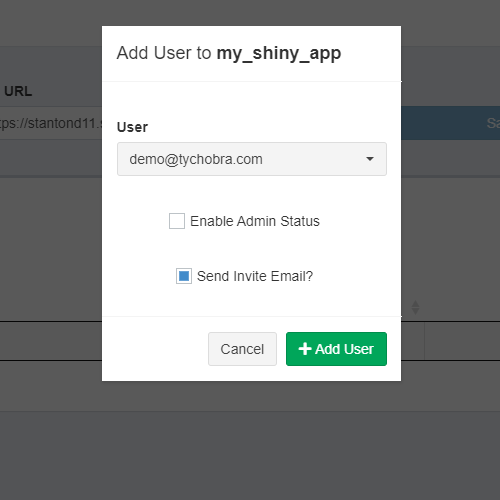 Add User to my_shiny_app
URL
tps://stantond11.s
Sa
User
demo@tychobra.com
Enable Admin Status
Send Invite Email?
Cancel
Add User